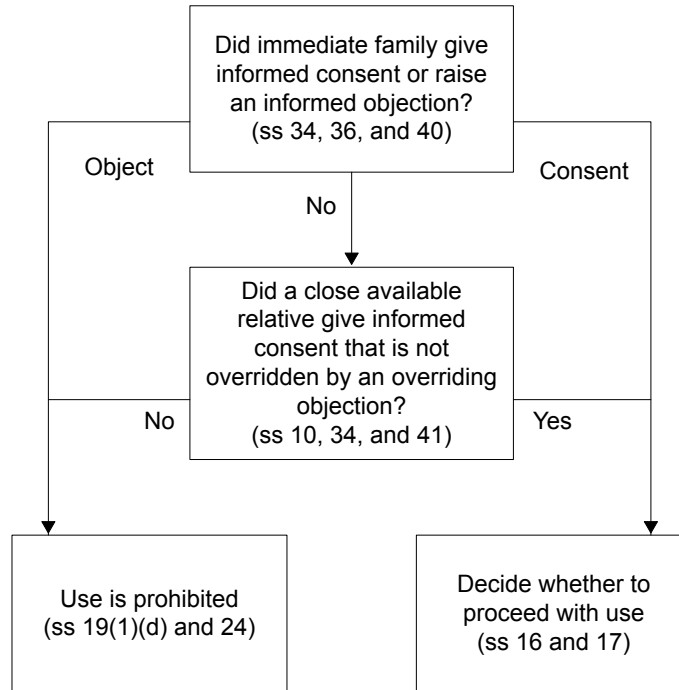 Did immediate family give
informed consent or raise
an informed objection?
(ss 34, 36, and 40)
Object
Consent
No
Did a close available
relative give informed
consent that is not
overridden by an overriding
objection?
(ss 10, 34, and 41)
No
Yes
Use is prohibited
(ss 19(1)(d) and 24)
Decide whether to
proceed with use
(ss 16 and 17)